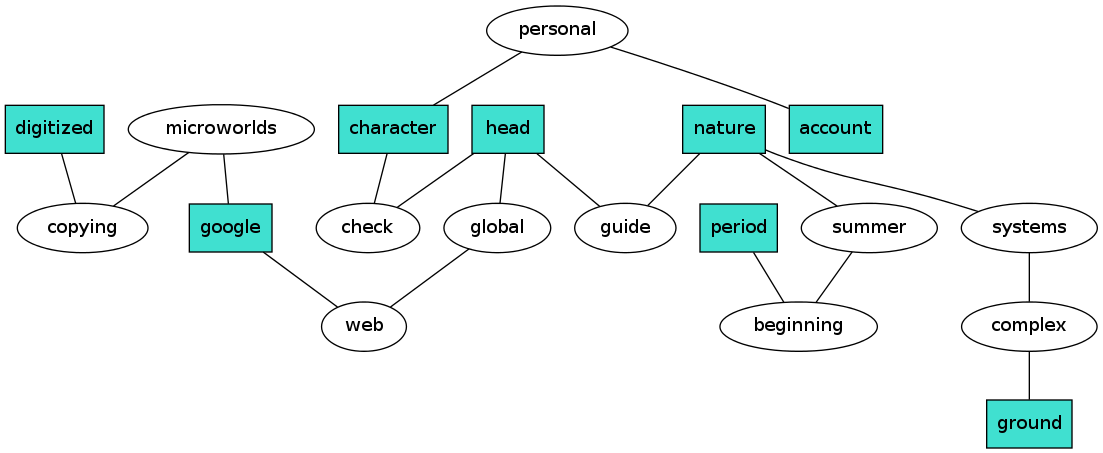 personal
digitized
microworlds
character
head
nature
account
copying
google
check
global
guide
period
summer
systems
web
beginning
complex
ground